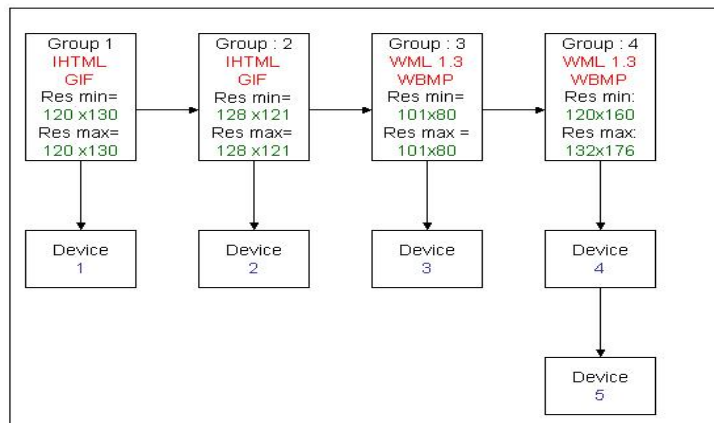 Group 1
IHTML
GIF
Res min=
120 x130
Res max=
120 x130
Group : 2
IHTML
GIF
Res min=
128 x121
Res max=
128 x121
Group : 3
WML 1.3
WBMP
Res min=
101x80
Res max =
101x80
Group : 4
WML 1.3
WBMP
Res min:
120x160
Res max:
132x176
Device
1
Device
2
Device
3
Device
4
Device
5